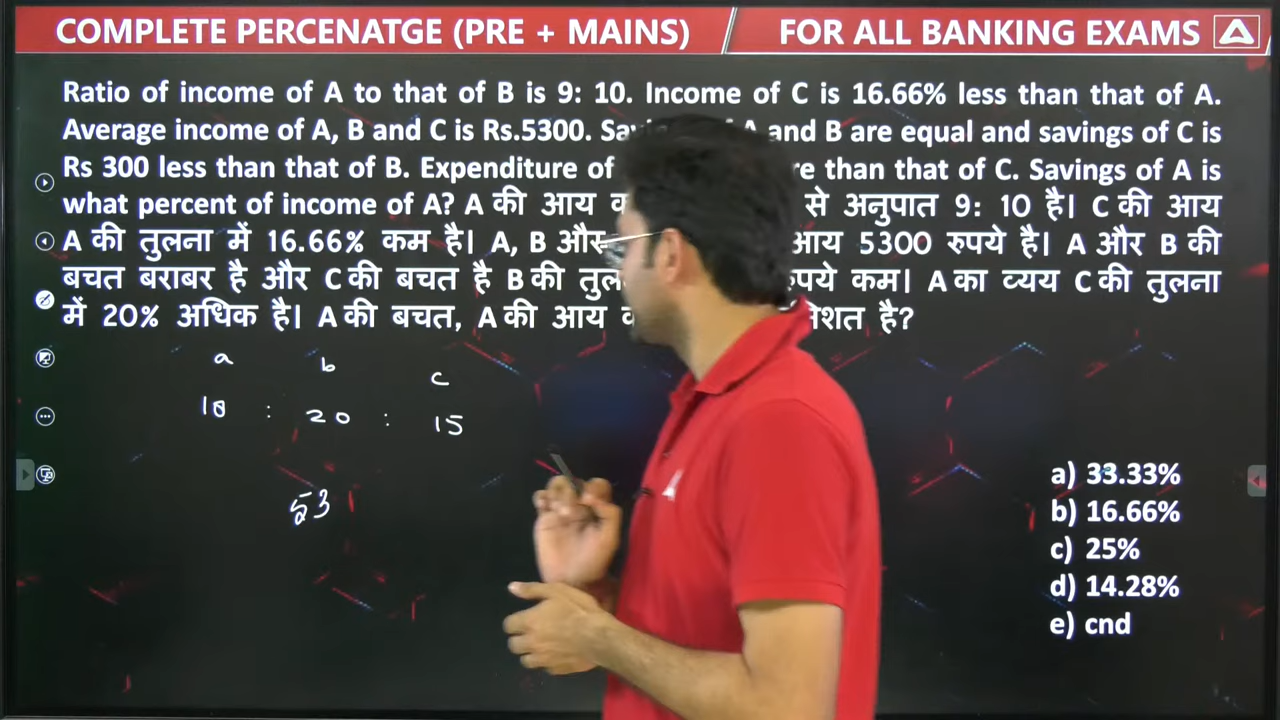 COMPLETE PERCENATGE (PRE + MAINS) FOR ALL BANKING EXAMS
Ratio of income of A to that of B is 9: 10. Income of C is 16.66% less than that of A.
Average income of A, B and C is Rs.5300. A and B are equal and savings of C is
Rs 300 less than that of B. Expenditure of than that of C. Savings of A is
what percent of income of A? A की आय से अनुपात 9: 10 है। C की आय
A की तुलना में 16.66% कम है। A, B और आय 5300 रुपये है। A और B की
बचत बराबर है और C की बचत है B की कम। A का व्यय C की तुलना
में 20% अधिक है। A की बचत, A की आय है?
a b c
18 : 20 : 15
53
a) 33.33%
b) 16.66%
c) 25%
d) 14.28%
e) cnd